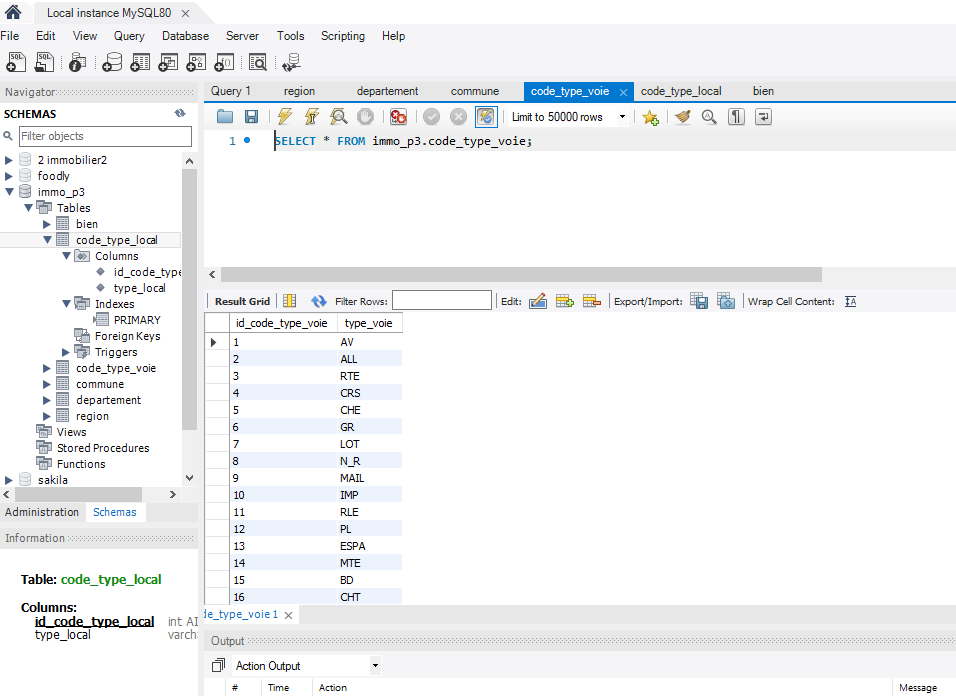 Local instance MySQL80
File Edit View Query Database Server Tools Scripting Help
Navigator
SCHEMAS
Filter objects
2 immobilier2
foodly
immo_p3
Tables
bien
code_type_local
Columns
id_code_type
type_local
Indexes
PRIMARY
Foreign Keys
Triggers
code_type_voie
commune
departement
region
Views
Stored Procedures
Functions
sakila
Administration Schemas
Information
Table: code_type_local
Columns:
id_code_type_local int AI
type_local varcha
Query 1 region departement commune code_type_voie code_type_local bien
Limit to 50000 rows
1 SELECT * FROM immo_p3.code_type_voie;
Result Grid Filter Rows: Edit: Export/Import: Wrap Cell Content:
id_code_type_voie type_voie
1 AV
2 ALL
3 RTE
4 CRS
5 CHE
6 GR
7 LOT
8 N_R
9 MAIL
10 IMP
11 RLE
12 PL
13 ESPA
14 MTE
15 BD
16 CHT
de_type_voie 1
Output
Action Output
# Time Action Message